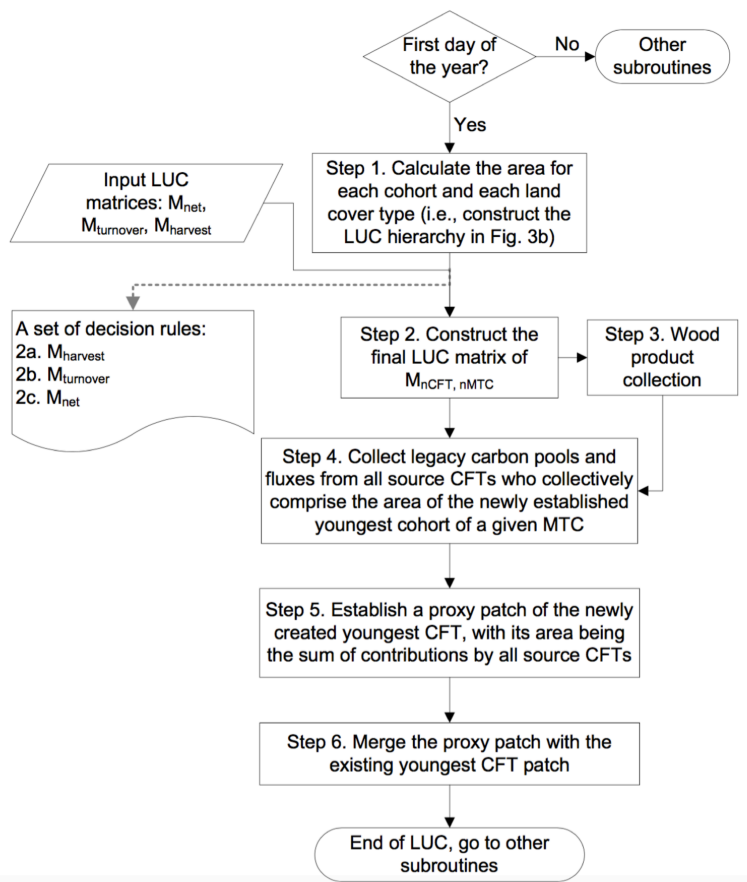 First day of
the year?
No
Other
subroutines
Yes
Step 1. Calculate the area for
each cohort and each land
cover type (i.e., construct the
LUC hierarchy in Fig. 3b)
Input LUC
matrices: Mnet,
Mturnover, Mharvest
A set of decision rules:
2a. Mharvest
2b. Mturnover
2c. Mnet
Step 2. Construct the
final LUC matrix of
MnCFT, nMTC
Step 3. Wood
product
collection
Step 4. Collect legacy carbon pools and
fluxes from all source CFTs who collectively
comprise the area of the newly established
youngest cohort of a given MTC
Step 5. Establish a proxy patch of the newly
created youngest CFT, with its area being
the sum of contributions by all source CFTs
Step 6. Merge the proxy patch with the
existing youngest CFT patch
End of LUC, go to other
subroutines